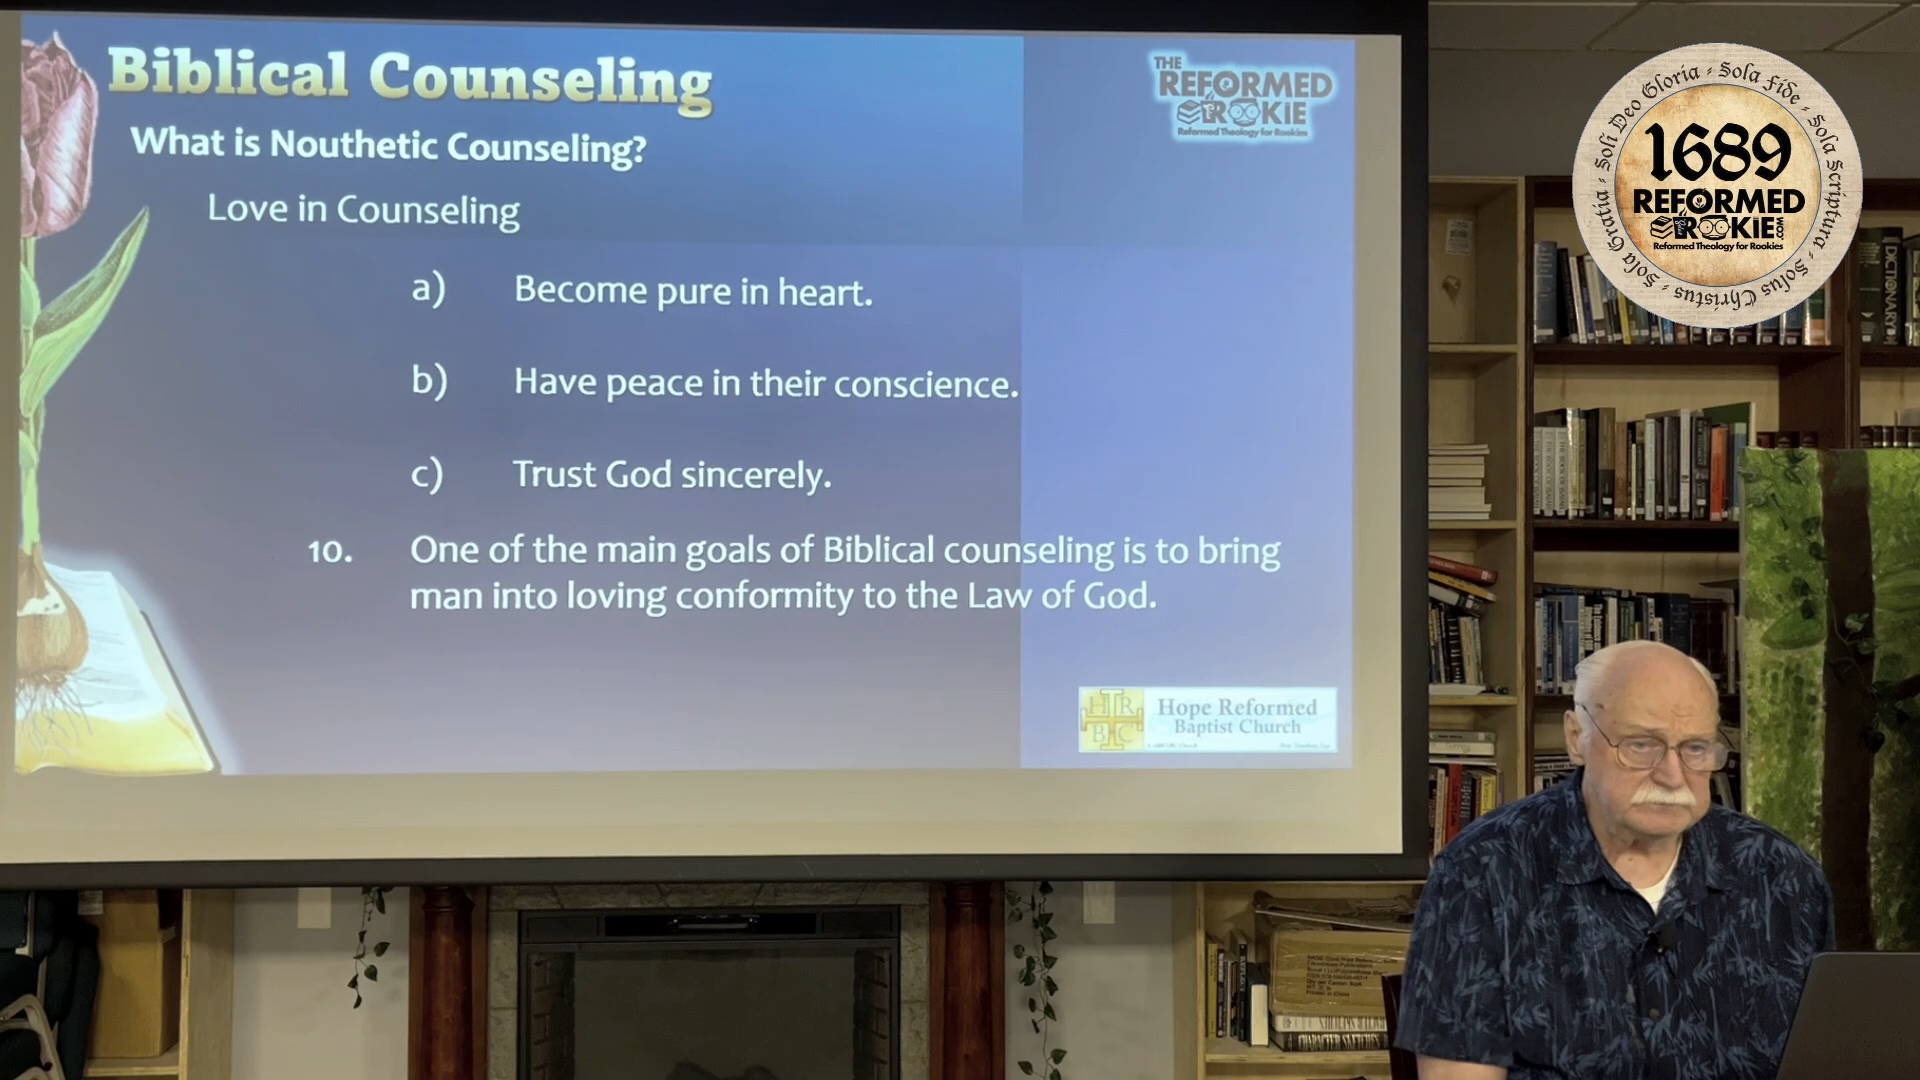 Biblical Counseling
What is Nouthetic Counseling?
Love in Counseling
a) Become pure in heart.
b) Have peace in their conscience.
c) Trust God sincerely.
10. One of the main goals of Biblical counseling is to bring
man into loving conformity to the Law of God.
THE
REFORMED
ROOKIE
Reformed Theology for Rookies
HR
BC
Hope Reformed
Baptist Church
Soli Deo Gloria - Sola Fide - Sola Scriptura - Solus Christus - Sola Gratia -
1689
REFORMED
ROOKIE.COM
Reformed Theology for Rookies
DICTIONARY